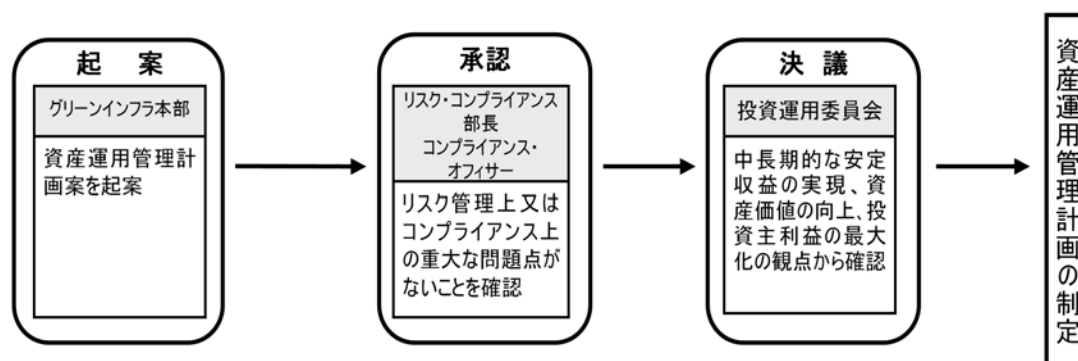 起　案
グリーンインフラ本部
資産運用管理計
画案を起案
承認
リスク・コンプライアンス
部長
コンプライアンス・
オフィサー
リスク管理上又は
コンプライアンス上
の重大な問題点が
ないことを確認
決　議
投資運用委員会
中長期的な安定
収益の実現、資
産価値の向上、投
資主利益の最大
化の観点から確認
資産運用管理計画の制定